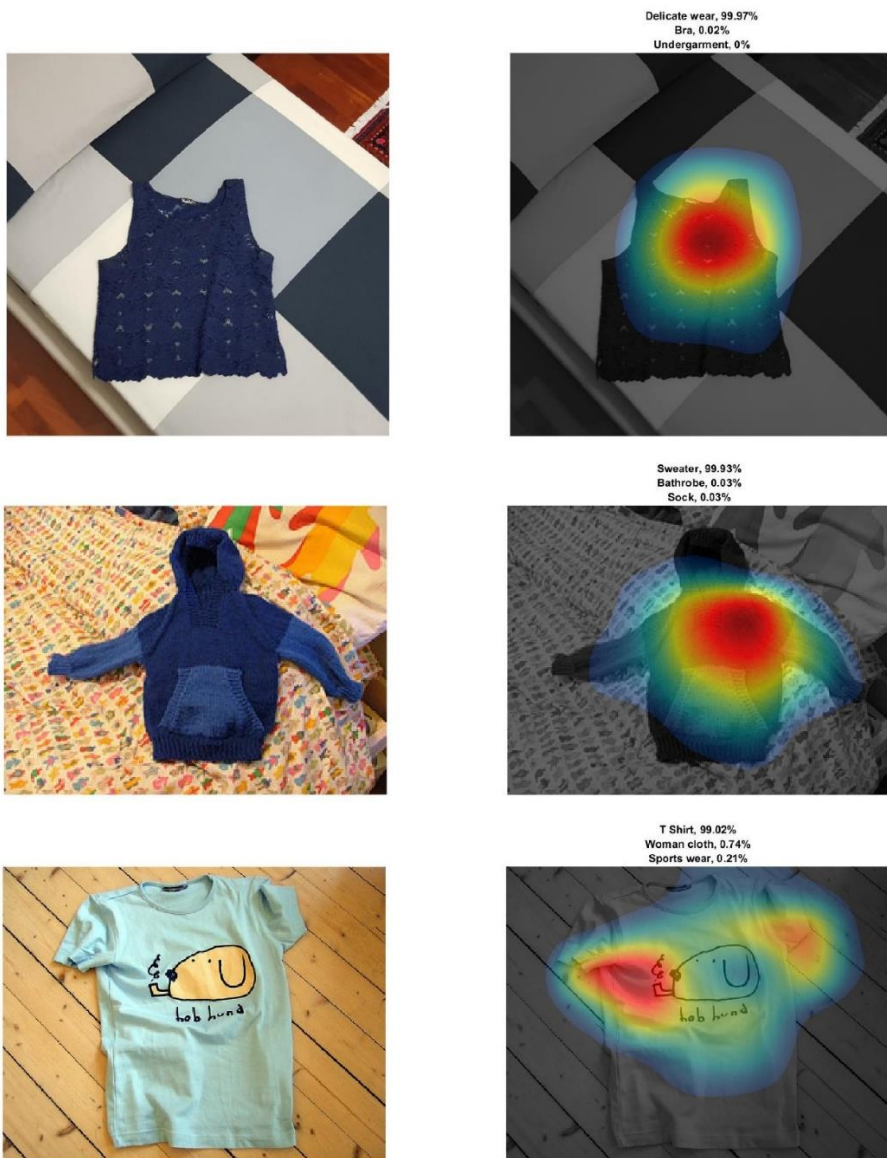 Delicate wear, 99.97%
Bra, 0.02%
Undergarment, 0%
Sweater, 99.93%
Bathrobe, 0.03%
Sock, 0.03%
T Shirt, 99.02%
Woman cloth, 0.74%
Sports wear, 0.21%
hob hund
hob hund